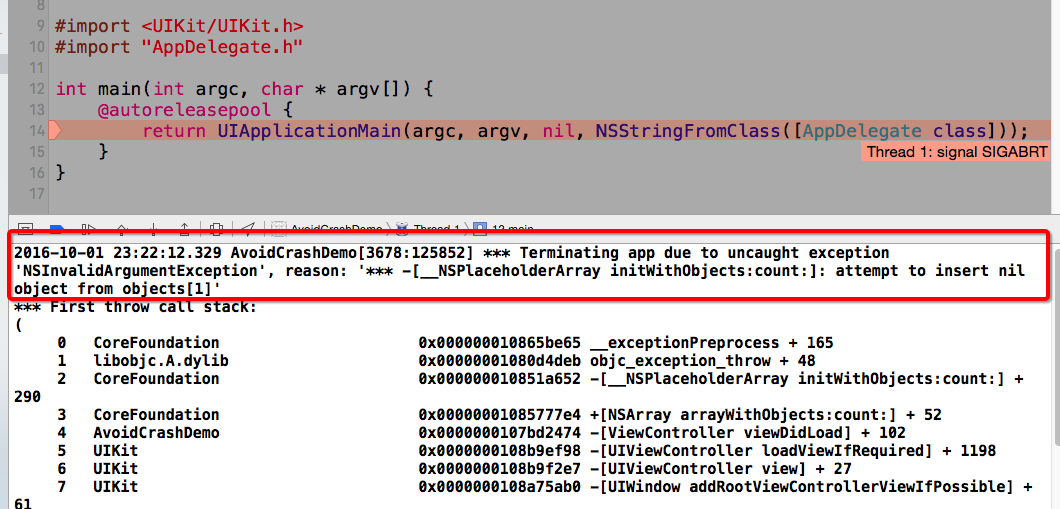 8
9 #import <UIKit/UIKit.h>
10 #import "AppDelegate.h"
11
12 int main(int argc, char * argv[]) {
13 @autoreleasepool {
14 return UIApplicationMain(argc, argv, nil, NSStringFromClass([AppDelegate class]));
Thread 1: signal SIGABRT
15 }
16 }
17
AvoidCrashDemo Thread 1 13 main
2016-10-01 23:22:12.329 AvoidCrashDemo[3678:125852] *** Terminating app due to uncaught exception
'NSInvalidArgumentException', reason: '*** -[__NSPlaceholderArray initWithObjects:count:]: attempt to insert nil
object from objects[1]'
*** First throw call stack:
(
0 CoreFoundation 0x000000010865be65 __exceptionPreprocess + 165
1 libobjc.A.dylib 0x00000001080d4deb objc_exception_throw + 48
2 CoreFoundation 0x000000010851a652 -[__NSPlaceholderArray initWithObjects:count:] +
290
3 CoreFoundation 0x00000001085777e4 +[NSArray arrayWithObjects:count:] + 52
4 AvoidCrashDemo 0x0000000107bd2474 -[ViewController viewDidLoad] + 102
5 UIKit 0x0000000108b9ef98 -[UIViewController loadViewIfRequired] + 1198
6 UIKit 0x0000000108b9f2e7 -[UIViewController view] + 27
7 UIKit 0x0000000108a75ab0 -[UIWindow addRootViewControllerViewIfPossible] +
61